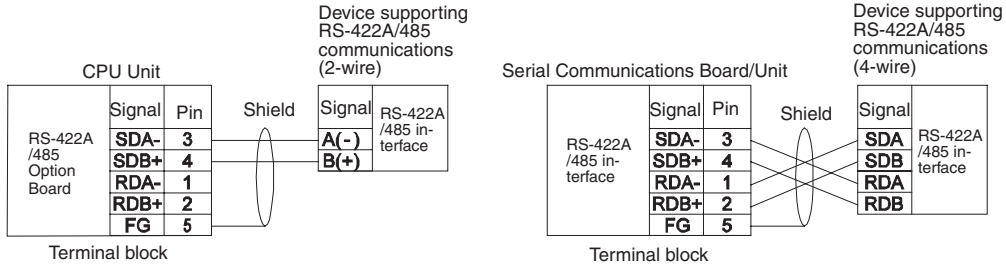 Device supporting
RS-422A/485
communications
(2-wire)
CPU Unit
Signal Pin Shield Signal
RS-422A
/485
Option
Board
SDA- 3
SDB+ 4
RDA- 1
RDB+ 2
FG 5
A(-)
B(+)
RS-422A
/485 in-
terface
Terminal block
Device supporting
RS-422A/485
communications
(4-wire)
Serial Communications Board/Unit
Signal Pin Shield Signal
RS-422A
/485 in-
terface
SDA- 3
SDB+ 4
RDA- 1
RDB+ 2
FG 5
SDA
SDB
RDA
RDB
RS-422A
/485 in-
terface
Terminal block